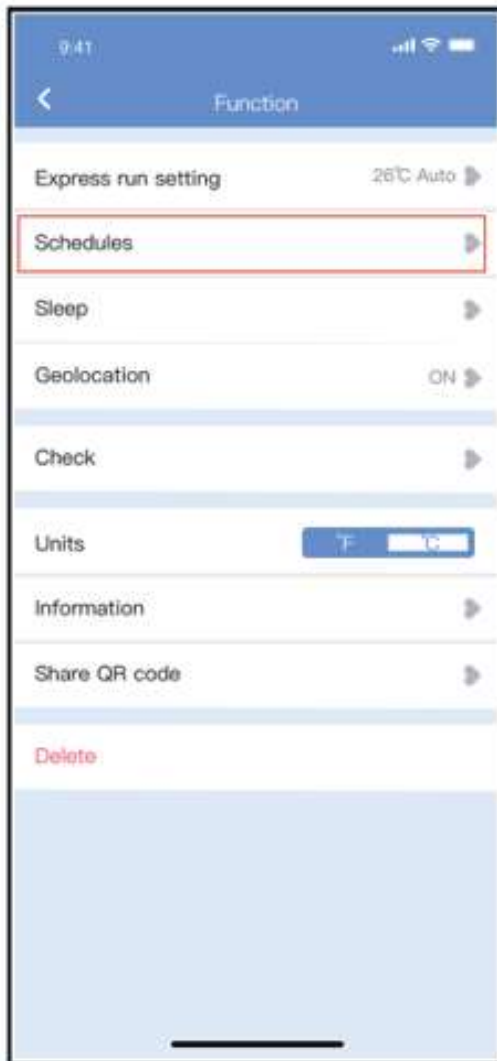 9:41
Function
Express run setting 26℃ Auto
Schedules
Sleep
Geolocation ON
Check
Units ℉ ℃
Information
Share QR code
Delete